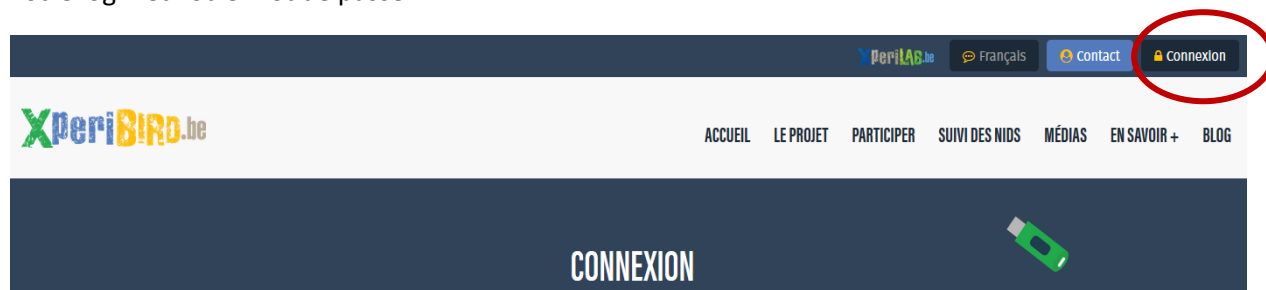 XperiLAB.be Français Contact Connexion
XperiBIRD.be
ACCUEIL LE PROJET PARTICIPER SUIVI DES NIDS MÉDIAS EN SAVOIR + BLOG
CONNEXION